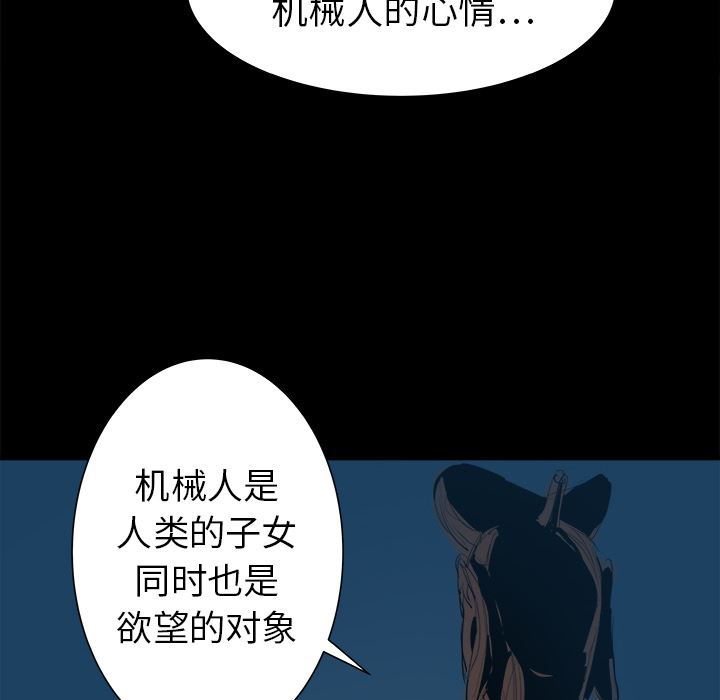 机械人的心情...
机械人是
人类的子女
同时也是
欲望的对象